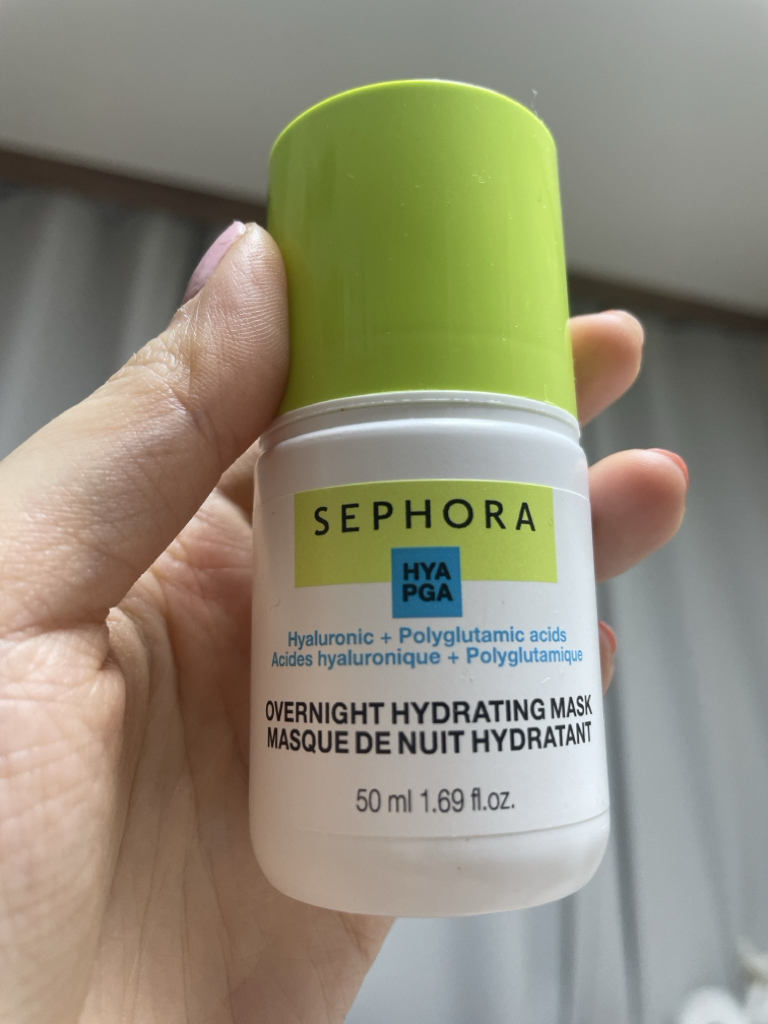 SEPHORA
HYA
PGA
Hyaluronic + Polyglutamic acids
Acides hyaluronique + Polyglutamique
OVERNIGHT HYDRATING MASK
MASQUE DE NUIT HYDRATANT
50 ml 1.69 fl.oz.